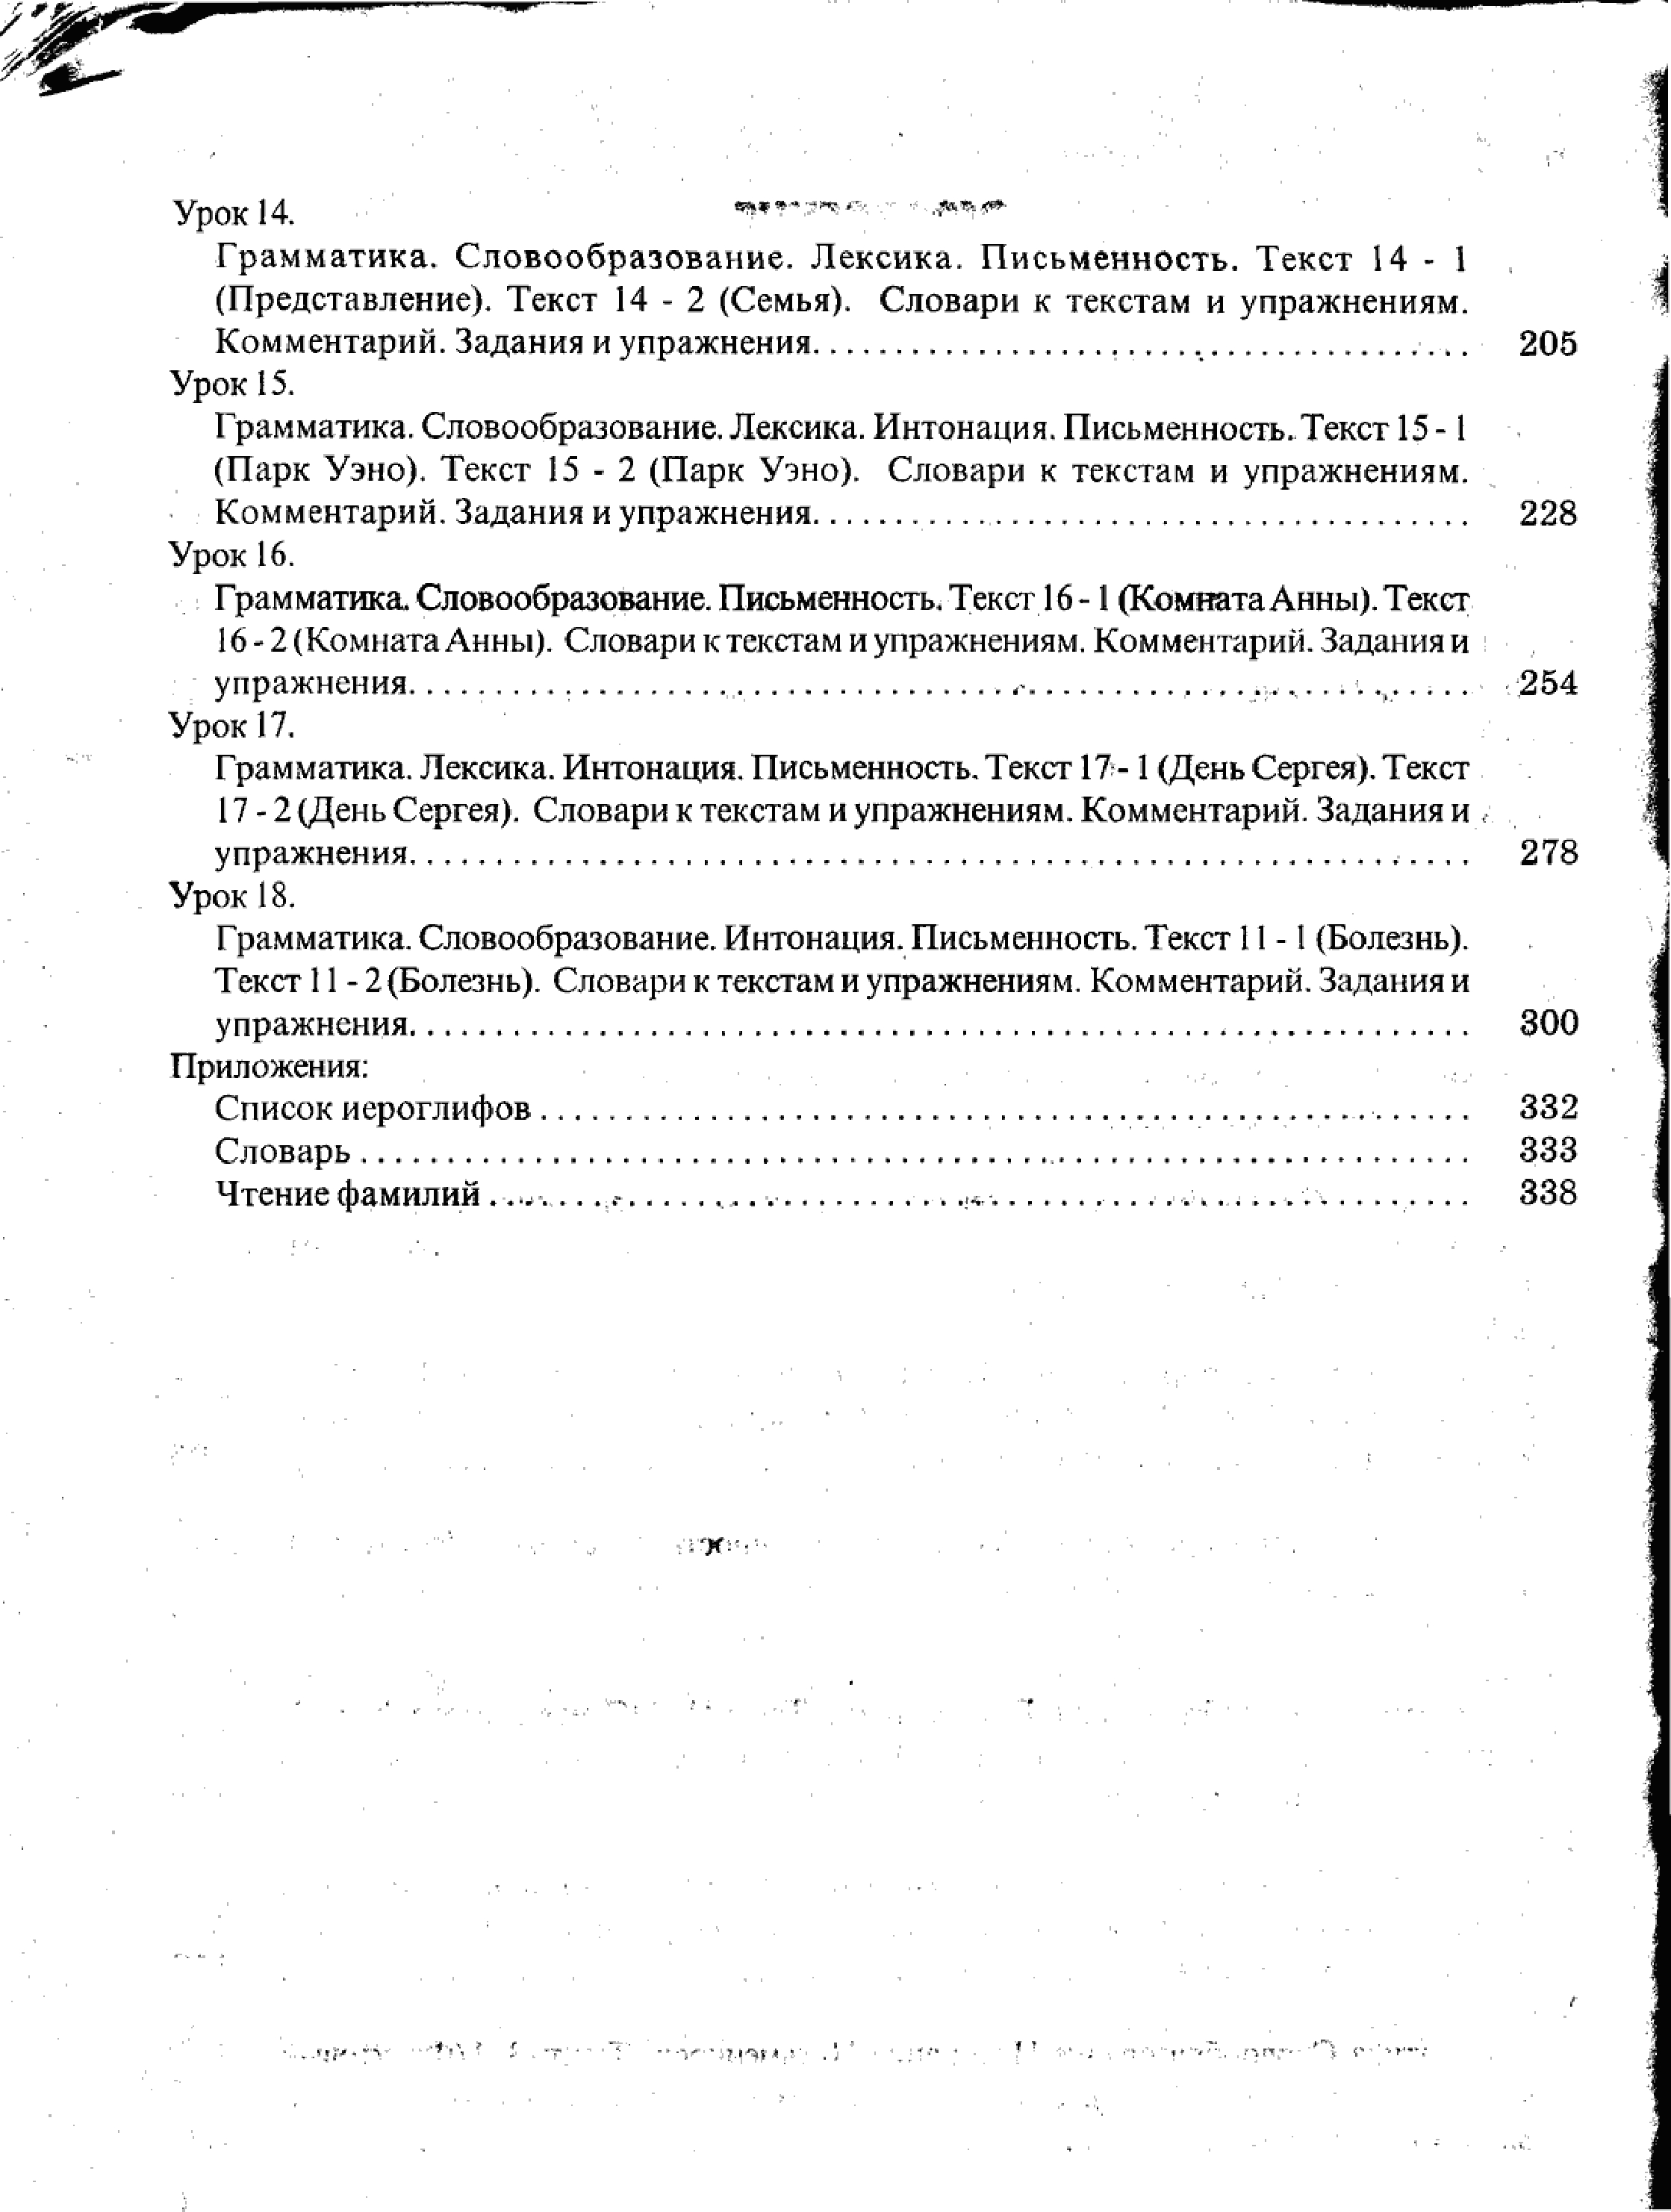 Урок 14.
Грамматика. Словообразование. Лексика. Письменность. Текст 14 - 1
(Представление). Текст 14 - 2 (Семья). Словари к текстам и упражнениям.
Комментарий. Задания и упражнения........................................ 205
Урок 15.
Грамматика. Словообразование. Лексика. Интонация. Письменность. Текст 15 - 1
(Парк Уэно). Текст 15 - 2 (Парк Уэно). Словари к текстам и упражнениям.
Комментарий. Задания и упражнения........................................ 228
Урок 16.
Грамматика. Словообразование. Письменность. Текст 16 - 1 (Комната Анны). Текст
16 - 2 (Комната Анны). Словари к текстам и упражнениям. Комментарий. Задания и
упражнения........................................ 254
Урок 17.
Грамматика. Лексика. Интонация. Письменность. Текст 17 - 1 (День Сергея). Текст
17 - 2 (День Сергея). Словари к текстам и упражнениям. Комментарий. Задания и
упражнения........................................ 278
Урок 18.
Грамматика. Словообразование. Интонация. Письменность. Текст 11 - 1 (Болезнь).
Текст 11 - 2 (Болезнь). Словари к текстам и упражнениям. Комментарий. Задания и
упражнения........................................ 300
Приложения:
Список иероглифов ........................................ 332
Словарь ........................................ 333
Чтение фамилий ........................................ 338